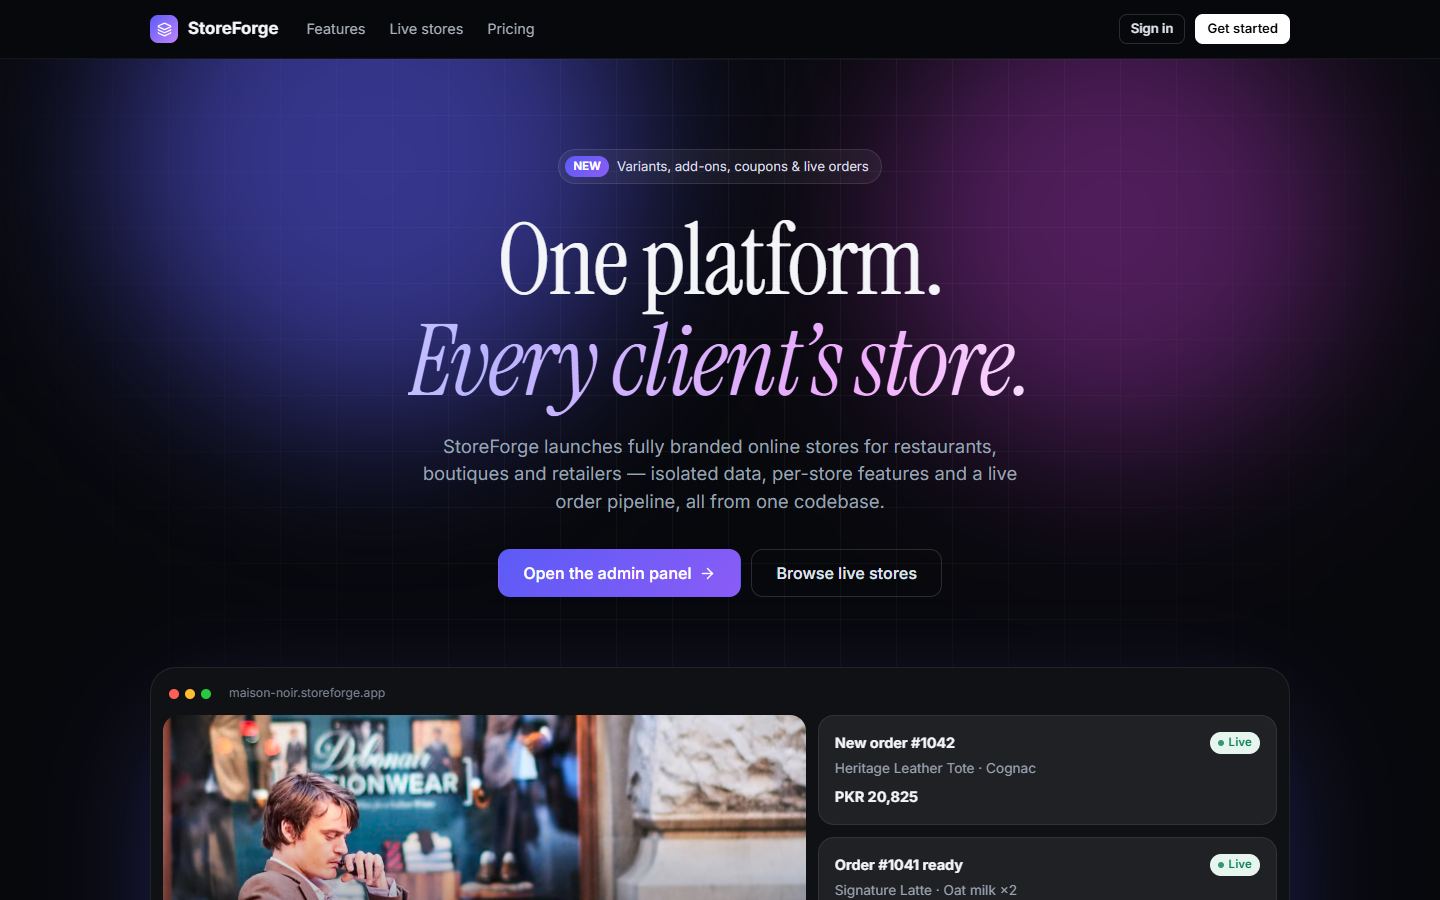 StoreForge
Features
Live stores
Pricing
Sign in
Get started
NEW Variants, add-ons, coupons & live orders
One platform.
Every client’s store.
StoreForge launches fully branded online stores for restaurants,
boutiques and retailers — isolated data, per-store features and a live
order pipeline, all from one codebase.
Open the admin panel →
Browse live stores
maison-noir.storeforge.app
Debonair
IONWEAR
New order #1042
Live
Heritage Leather Tote · Cognac
PKR 20,825
Order #1041 ready
Live
Signature Latte · Oat milk ×2